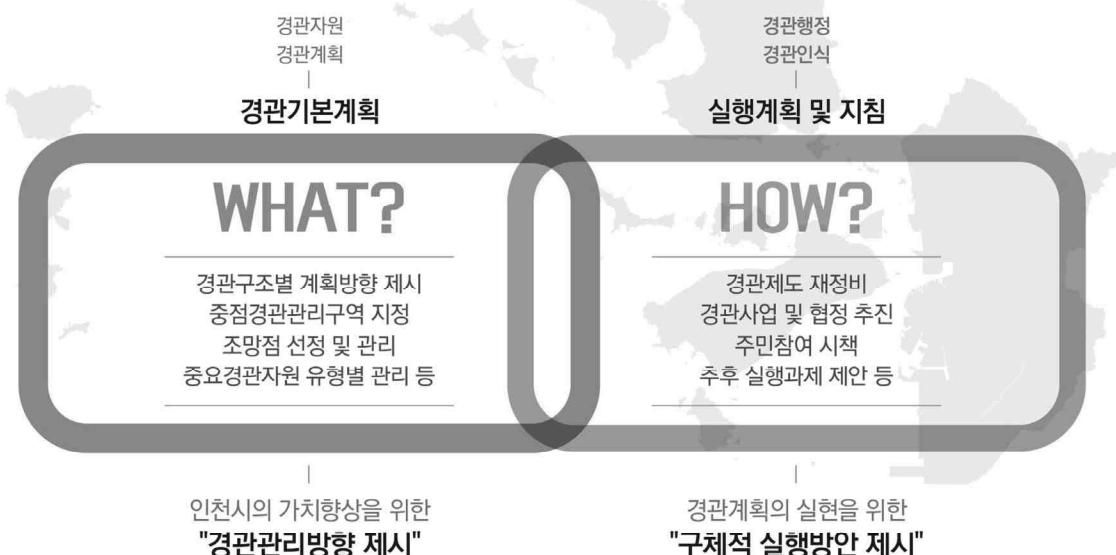 경관자원
경관계획
경관기본계획
WHAT?
경관구조별 계획방향 제시
중점경관관리구역 지정
조망점 선정 및 관리
중요경관자원 유형별 관리 등
인천시의 가치향상을 위한
"경관관리방향 제시"
경관행정
경관인식
실행계획 및 지침
HOW?
경관제도 재정비
경관사업 및 협정 추진
주민참여 시책
추후 실행과제 제안 등
경관계획의 실현을 위한
"구체적 실행방안 제시"